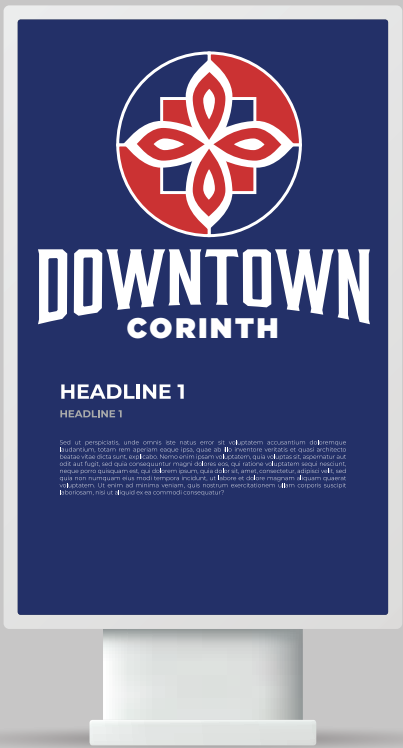 DOWNTOWN
CORINTH
HEADLINE 1
HEADLINE 1
Sed ut perspiciatis, unde omnis iste natus error sit voluptatem accusantium doloremque
laudantium, totam rem aperiam eaque ipsa, quae ab illo inventore veritatis et quasi architecto
beatae vitae dicta sunt, explicabo. Nemo enim ipsam voluptatem, quia voluptas sit, aspernatur aut
odit aut fugit, sed quia consequuntur magni dolores eos, qui ratione voluptatem sequi nesciunt,
neque porro quisquam est, qui dolorem ipsum, quia dolor sit, amet, consectetur, adipisci velit, sed
quia non numquam eius modi tempora incidunt, ut labore et dolore magnam aliquam quaerat
voluptatem. Ut enim ad minima veniam, quis nostrum exercitationem ullam corporis suscipit
laboriosam, nisi ut aliquid ex ea commodi consequatur?